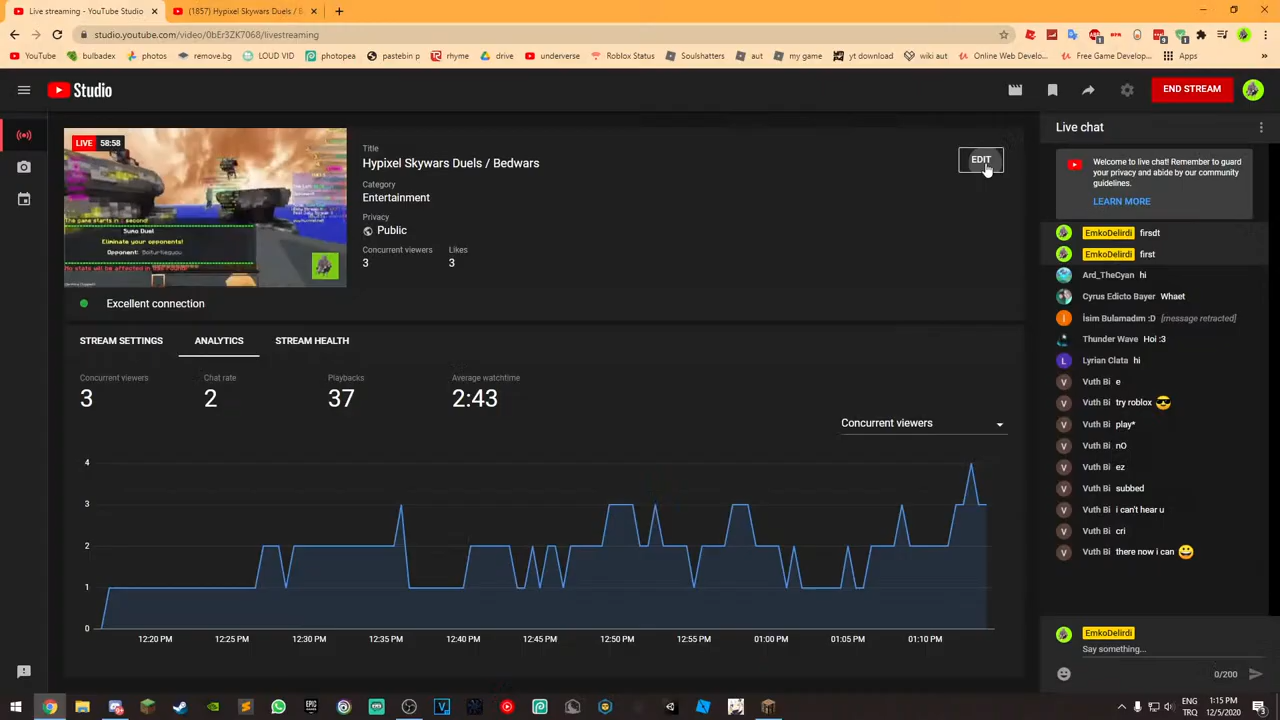 Live streaming - YouTube Studio
(1857) Hypixel Skywars Duels / B
studio.youtube.com/video/0bEr3ZK7068/livestreaming
YouTube
bulbadex
photos
remove.bg
LOUD VID
photopea
pastebin p
rhyme
drive
underverse
Roblox Status
Soulshatters
aut
my game
yt download
wiki aut
Online Web Develo...
Free Game Develop...
Apps
Studio
END STREAM
LIVE 58:58
Sumo Duel
Eliminate your opponents!
Opponent:
Title
Hypixel Skywars Duels / Bedwars
Category
Entertainment
Privacy
Public
Concurrent viewers
Likes
3
3
EDIT
Excellent connection
STREAM SETTINGS
ANALYTICS
STREAM HEALTH
Concurrent viewers
Chat rate
Playbacks
Average watchtime
3
2
37
2:43
Concurrent viewers
4
3
2
1
0
12:20 PM
12:25 PM
12:30 PM
12:35 PM
12:40 PM
12:45 PM
12:50 PM
12:55 PM
01:00 PM
01:05 PM
01:10 PM
Live chat
Welcome to live chat! Remember to guard
your privacy and abide by our community
guidelines.
LEARN MORE
EmkoDelirdi firsdt
EmkoDelirdi first
Ard_TheCyan hi
Cyrus Edicto Bayer Whaet
İsim Bulamadım :D [message retracted]
Thunder Wave Hoi :3
Lyrian Clata hi
Vuth Bi e
Vuth Bi try roblox 😎
Vuth Bi play*
Vuth Bi nO
Vuth Bi ez
Vuth Bi subbed
Vuth Bi i can't hear u
Vuth Bi cri
Vuth Bi there now i can 😀
EmkoDelirdi
Say something...
0/200
ENG
TRQ
1:15 PM
12/5/2020